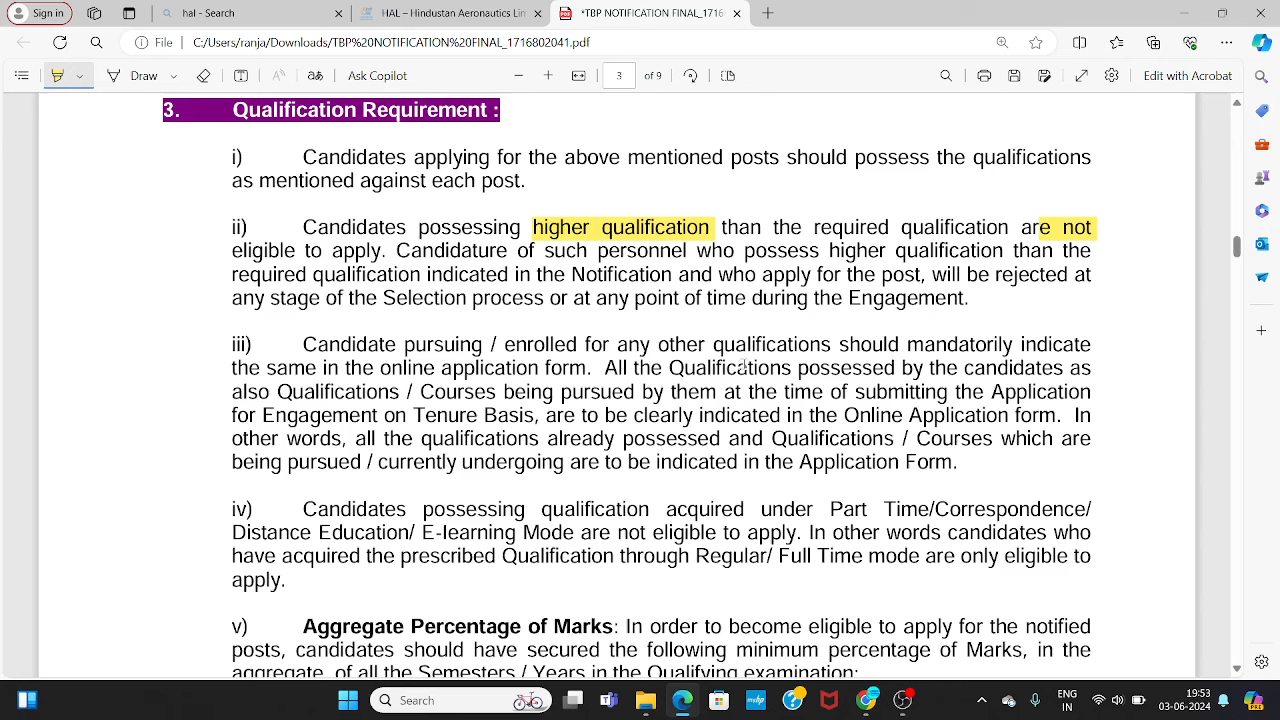 Sign in
hal - Search
HAL - Hindustan Aeronautics Lim
*TBP NOTIFICATION FINAL_1716
File
C:/Users/ranja/Downloads/TBP%20NOTIFICATION%20FINAL_1716802041.pdf
Draw
Ask Copilot
3 of 9
Edit with Acrobat
3. Qualification Requirement :
i) Candidates applying for the above mentioned posts should possess the qualifications
as mentioned against each post.
ii) Candidates possessing higher qualification than the required qualification are not
eligible to apply. Candidature of such personnel who possess higher qualification than the
required qualification indicated in the Notification and who apply for the post, will be rejected at
any stage of the Selection process or at any point of time during the Engagement.
iii) Candidate pursuing / enrolled for any other qualifications should mandatorily indicate
the same in the online application form. All the Qualifications possessed by the candidates as
also Qualifications / Courses being pursued by them at the time of submitting the Application
for Engagement on Tenure Basis, are to be clearly indicated in the Online Application form. In
other words, all the qualifications already possessed and Qualifications / Courses which are
being pursued / currently undergoing are to be indicated in the Application Form.
iv) Candidates possessing qualification acquired under Part Time/Correspondence/
Distance Education/ E-learning Mode are not eligible to apply. In other words candidates who
have acquired the prescribed Qualification through Regular/ Full Time mode are only eligible to
apply.
v) Aggregate Percentage of Marks: In order to become eligible to apply for the notified
posts, candidates should have secured the following minimum percentage of Marks, in the
aggregate, of all the Semesters / Years in the Qualifying examination:
Search
ENG
IN
19:53
03-06-2024